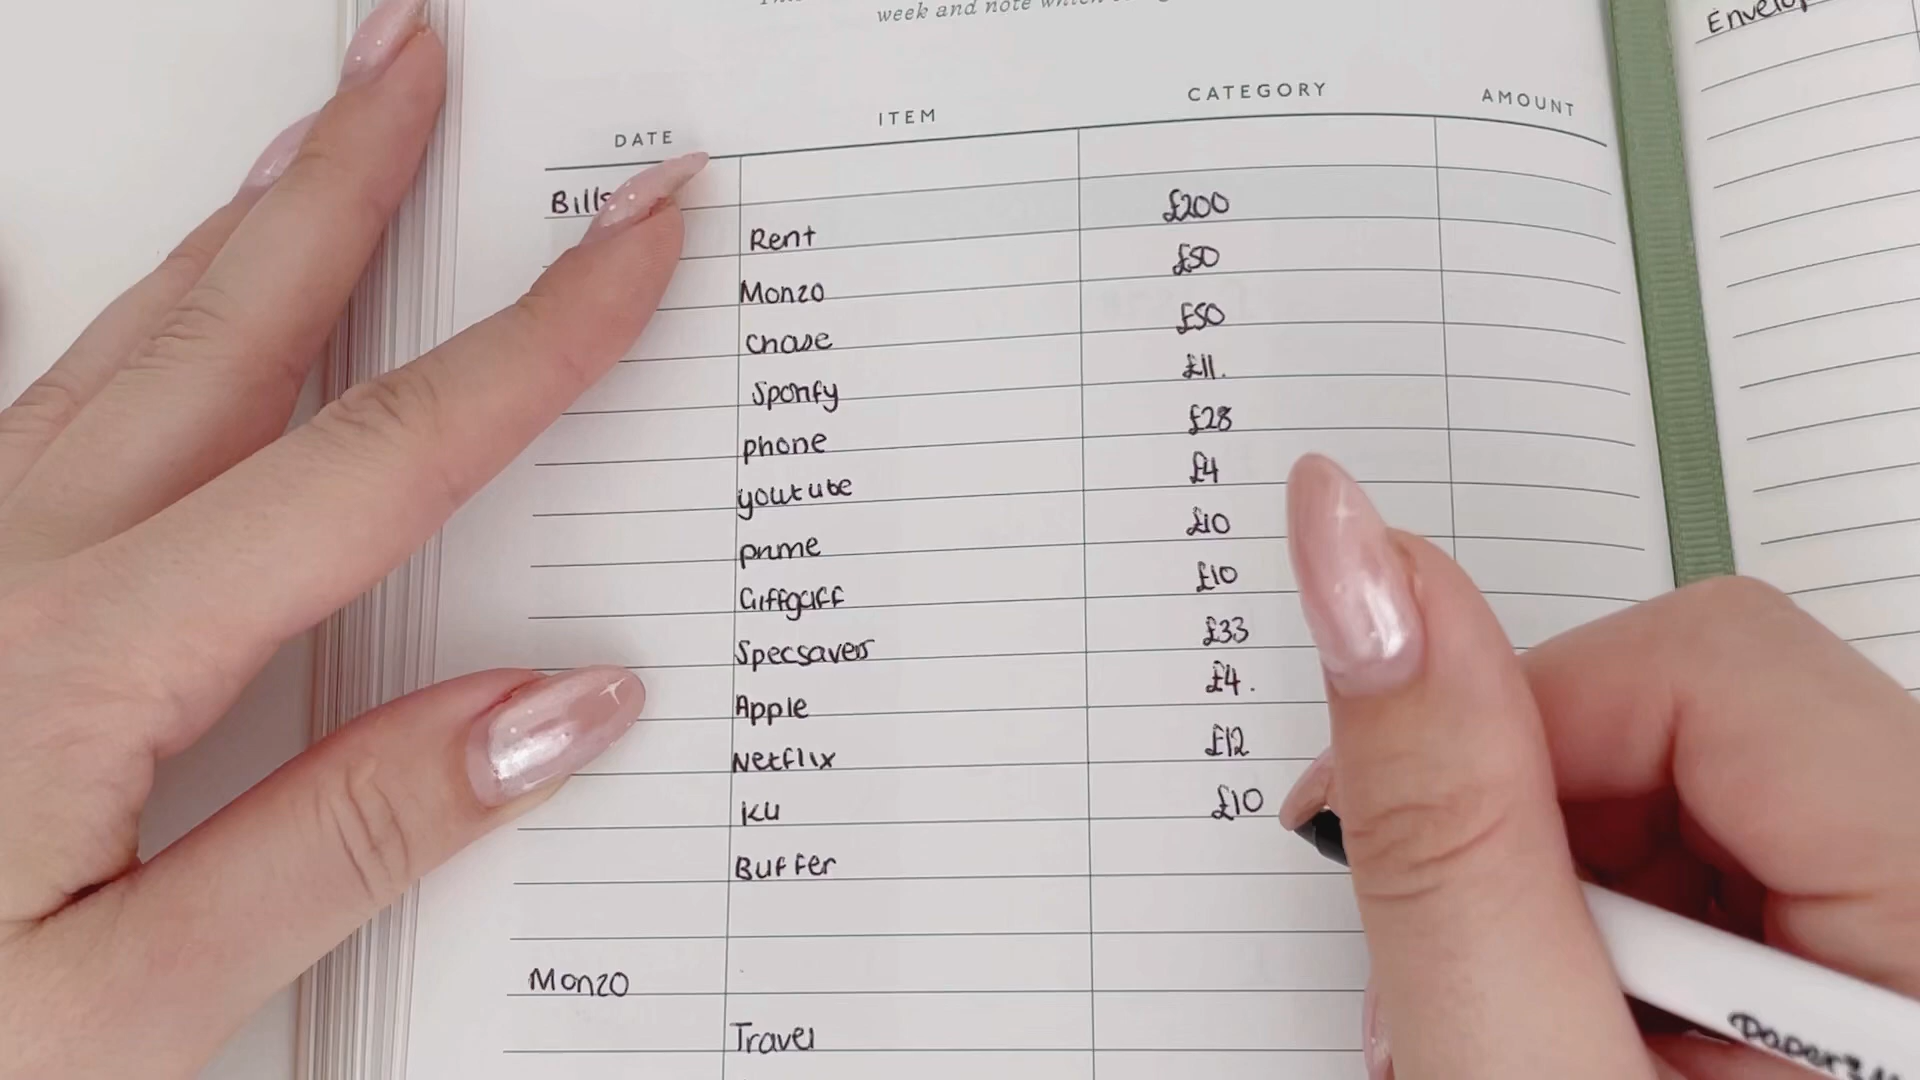 week and note which
DATE ITEM CATEGORY AMOUNT
Envelop
Bills
Rent £200
Monzo £50
Chase £50
Spotify £11.
phone £28
youtube £4
prime £10
Giffgaff £10
Specsavers £33
Apple £4.
Netflix £12
KU £10
Buffer
Monzo
Travel